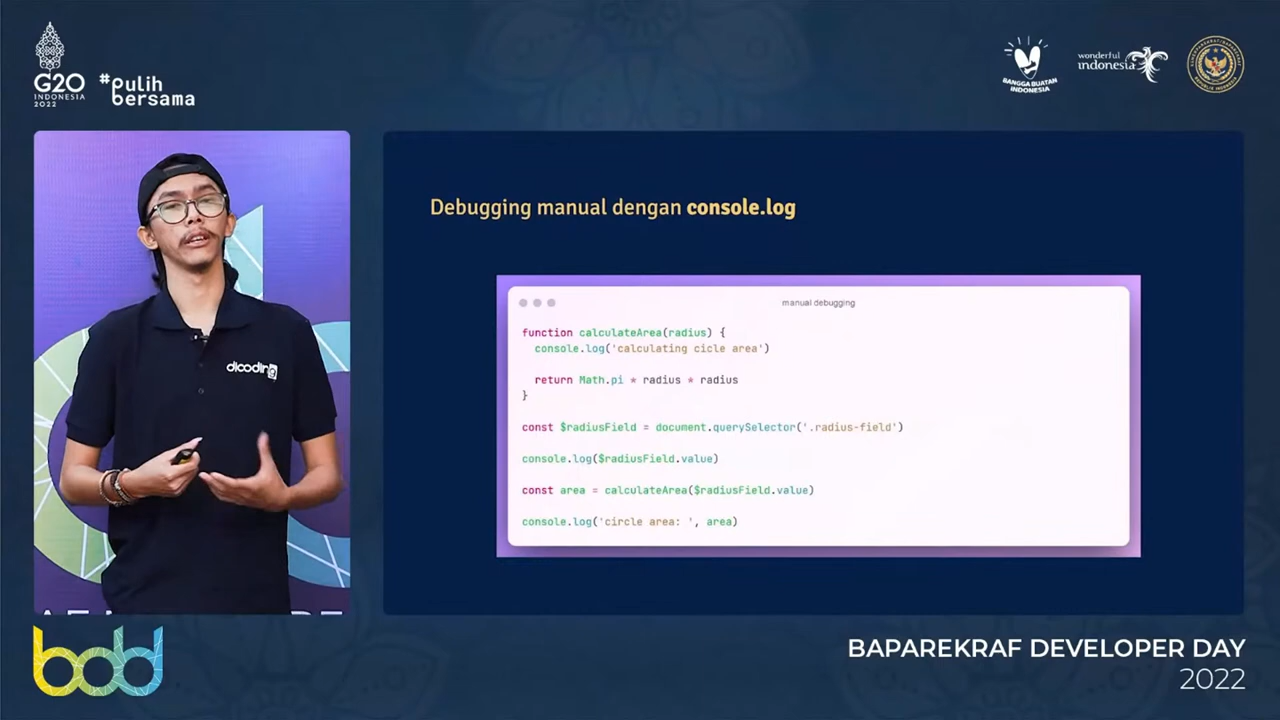 G20
INDONESIA
2022
#pulih
bersama
BANGGA BUATAN
INDONESIA
wonderful
indonesia
dicoding
Debugging manual dengan console.log
manual debugging
function calculateArea(radius) {
  console.log('calculating cicle area')
  return Math.pi * radius * radius
}
const $radiusField = document.querySelector('.radius-field')
console.log($radiusField.value)
const area = calculateArea($radiusField.value)
console.log('circle area: ', area)
bdd
BAPAREKRAF DEVELOPER DAY
2022